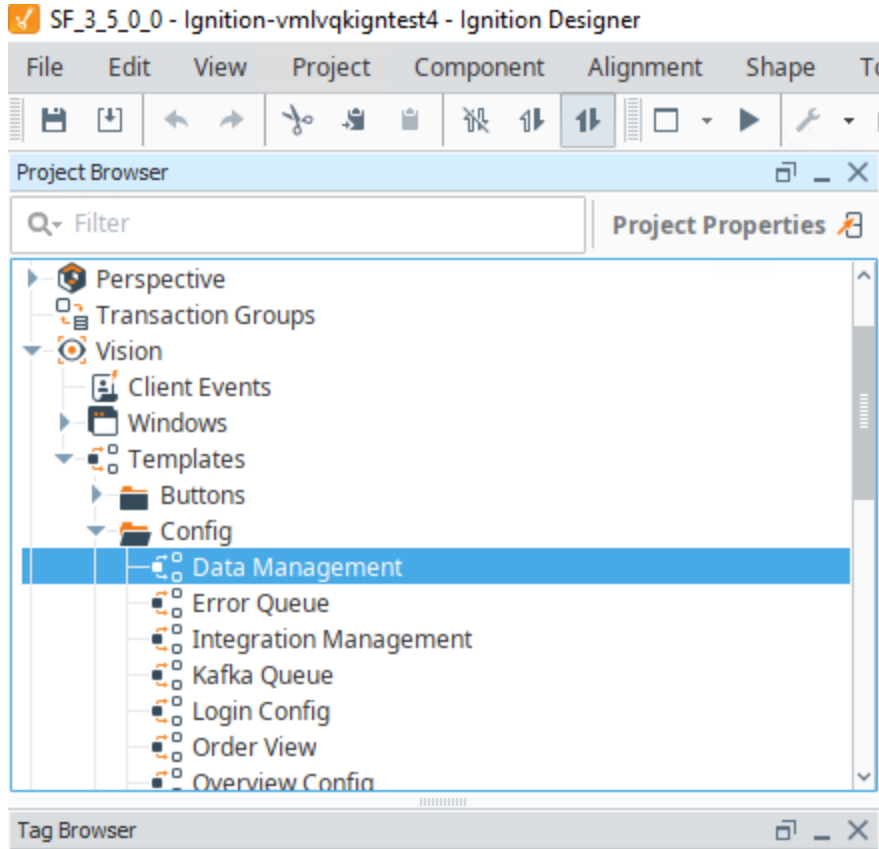 SF_3_5_0_0 - Ignition-vmlvqkigntest4 - Ignition Designer
File Edit View Project Component Alignment Shape
Project Browser
Filter Project Properties
Perspective
Transaction Groups
Vision
Client Events
Windows
Templates
Buttons
Config
Data Management
Error Queue
Integration Management
Kafka Queue
Login Config
Order View
Overview Config
Tag Browser